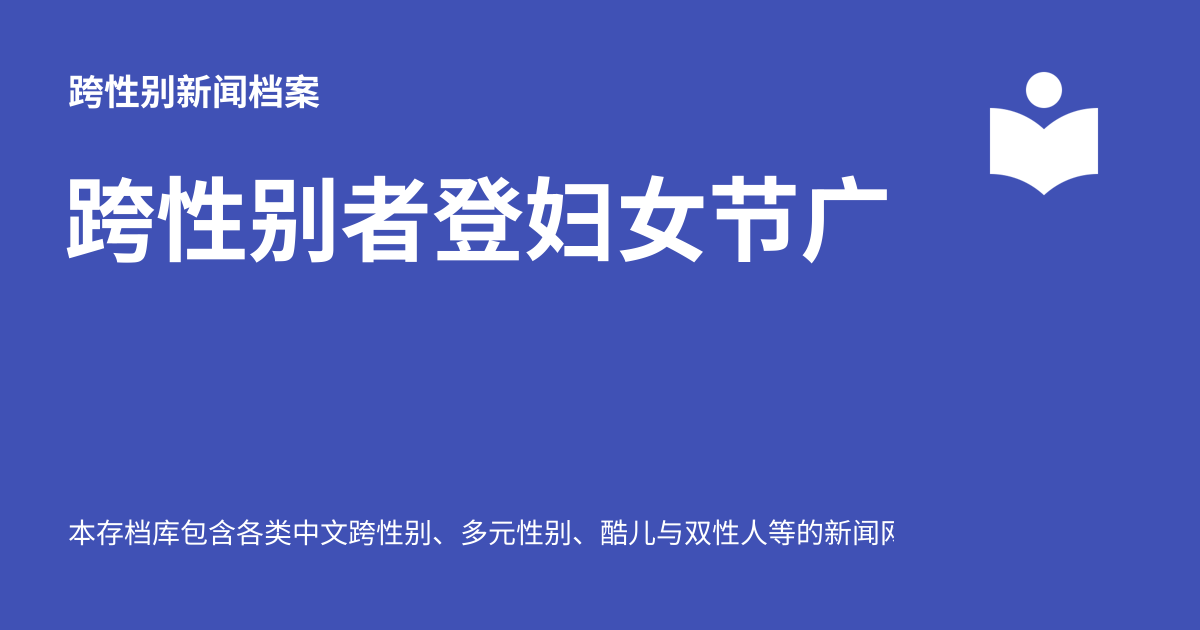 跨性别新闻档案
跨性别者登妇女节广
本存档库包含各类中文跨性别、多元性别、酷儿与双性人等的新闻网